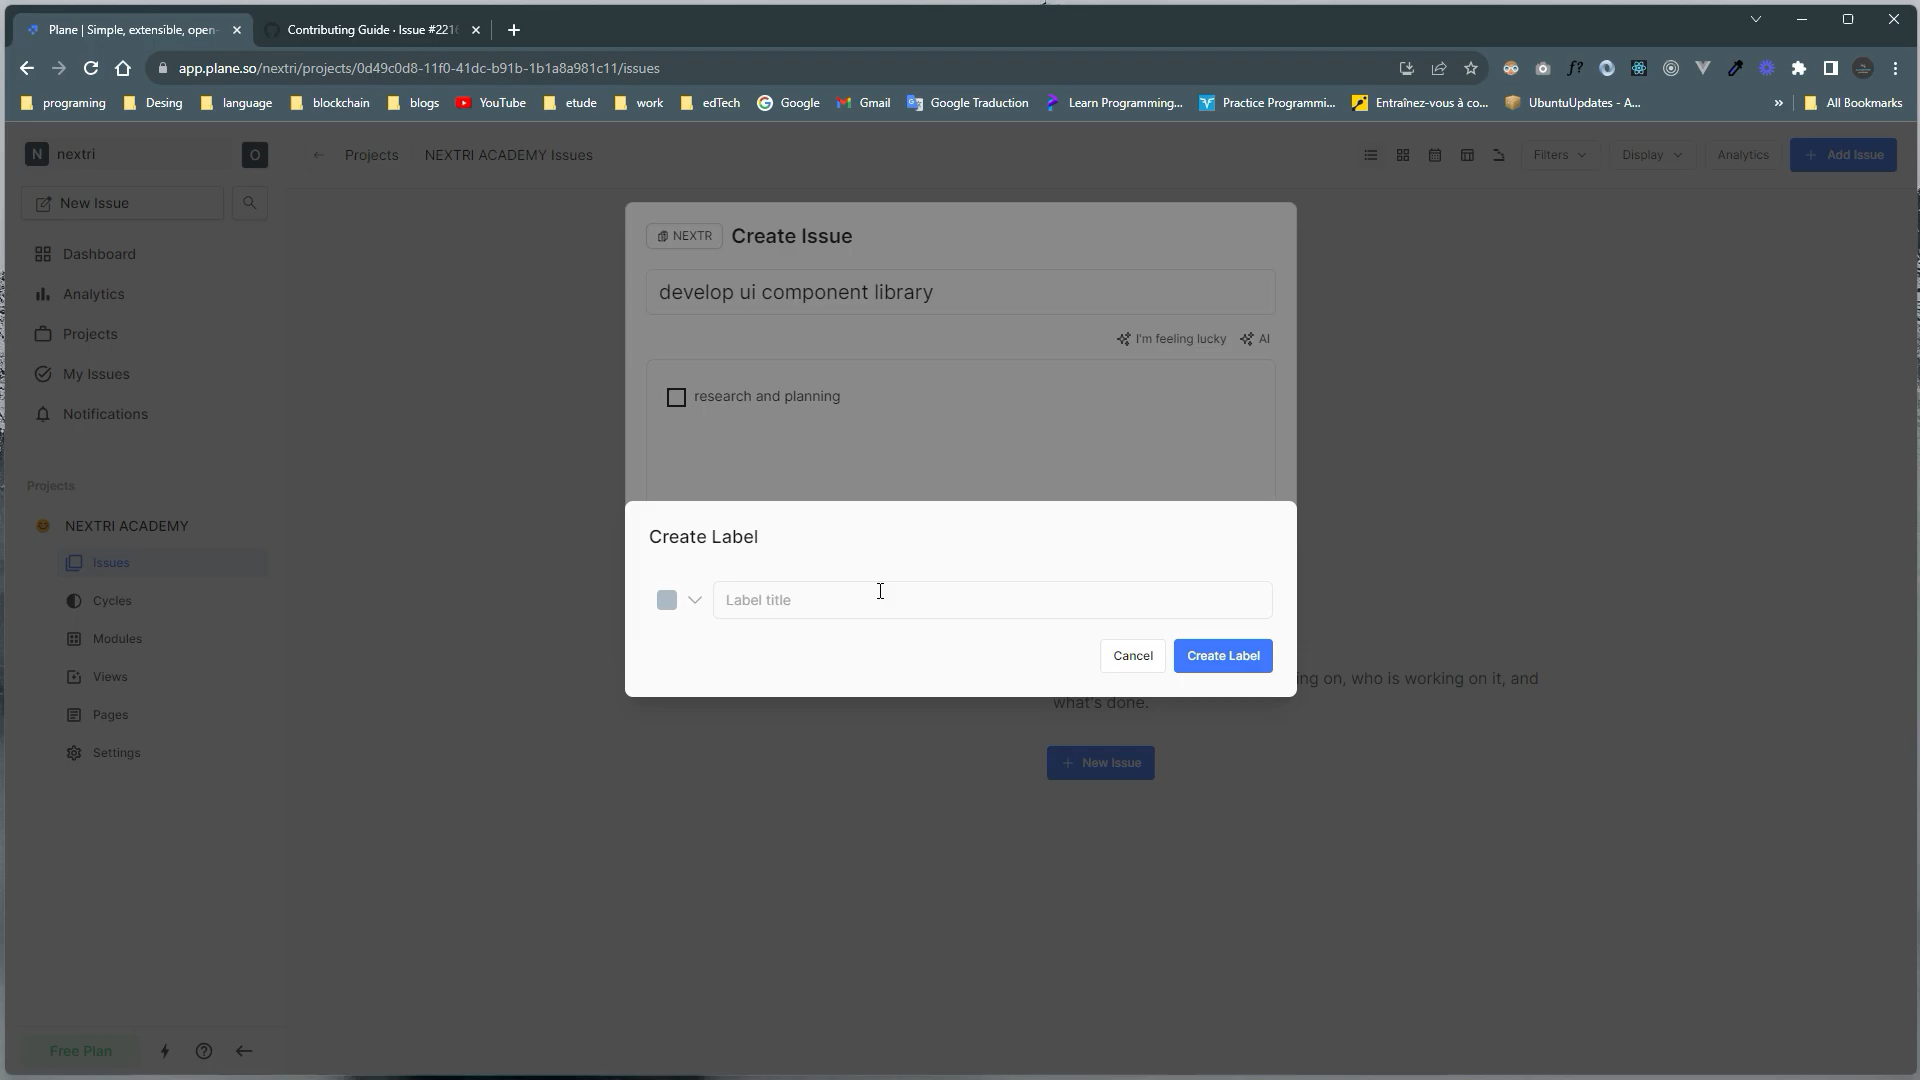 Plane | Simple, extensible, open-
Contributing Guide · Issue #221
app.plane.so/nextri/projects/0d49c0d8-11f0-41dc-b91b-1b1a8a981c11/issues
programing
Desing
language
blockchain
blogs
YouTube
etude
work
edTech
Google
Gmail
Google Traduction
Learn Programming...
Practice Programmi...
Entraînez-vous à co...
UbuntuUpdates - A...
»
All Bookmarks
N nextri O
Projects
NEXTRI ACADEMY Issues
Filters
Display
Analytics
+ Add Issue
New Issue
Dashboard
Analytics
Projects
My Issues
Notifications
Projects
NEXTRI ACADEMY
Issues
Cycles
Modules
Views
Pages
Settings
Free Plan
NEXTR Create Issue
develop ui component library
I'm feeling lucky
AI
research and planning
Create Label
Label title
Cancel
Create Label
ing on, who is working on it, and
what's done.
+ New Issue